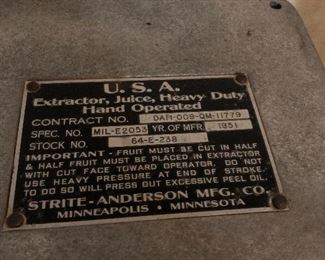 U. S. A.
Extractor, Juice, Heavy Duty
Hand Operated
CONTRACT NO. DAM-009-QM-11779
SPEC. NO. MIL-E2053 YR. OF MFR. 1951
STOCK NO. 64-E-238
IMPORTANT - FRUIT MUST BE CUT IN HALF
& HALF FRUIT MUST BE PLACED IN EXTRACTOR
WITH CUT FACE TOWARD OPERATOR. DO NOT
USE HEAVY PRESSURE AT END OF STROKE.
TO DO SO WILL PRESS OUT EXCESSIVE PEEL OIL.
STRITE-ANDERSON MFG. CO.
MINNEAPOLIS • MINNESOTA